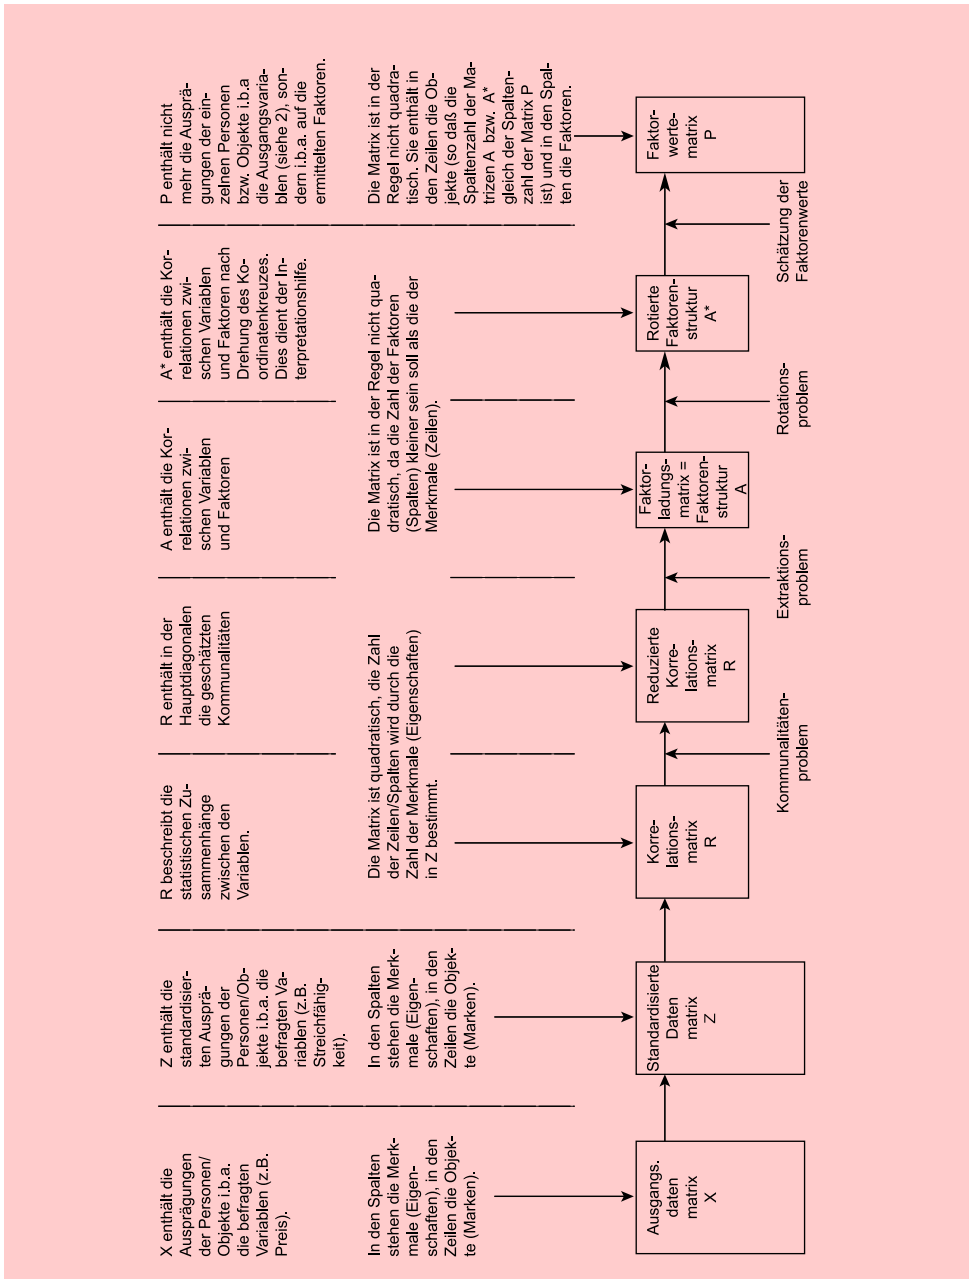 X enthält die
Ausprägungen
der Personen/
Objekte i.b.a.
die befragten
Variablen (z.B.
Preis).
Z enthält die
standardisier-
ten Ausprä-
gungen der
Personen/Ob-
jekte i.b.a. die
befragten Va-
riablen (z.B.
Streichfähig-
keit).
R beschreibt die
statistischen Zu-
sammenhänge
zwischen den
Variablen.
R enthält in der
Hauptdiagonalen
die geschätzten
Kommunalitäten
A enthält die Kor-
relationen zwi-
schen Variablen
und Faktoren
A* enthält die Kor-
relationen zwi-
schen Variablen
und Faktoren nach
Drehung des Ko-
ordinatenkreuzes.
Dies dient der In-
terpretationshilfe.
P enthält nicht
mehr die Ausprä-
gungen der ein-
zelnen Personen
bzw. Objekte i.b.a
die Ausgangsvaria-
blen (siehe 2), son-
dern i.b.a. auf die
ermittelten Faktoren.
In den Spalten
stehen die Merk-
male (Eigen-
schaften), in den
Zeilen die Objek-
te (Marken).
In den Spalten
stehen die Merk-
male (Eigen-
schaften), in den
Zeilen die Objek-
te (Marken).
Die Matrix ist quadratisch, die Zahl
der Zeilen/Spalten wird durch die
Zahl der Merkmale (Eigenschaften)
in Z bestimmt.
Die Matrix ist in der Regel nicht qua-
dratisch, da die Zahl der Faktoren
(Spalten) kleiner sein soll als die der
Merkmale (Zeilen).
Die Matrix ist in der
Regel nicht quadra-
tisch. Sie enthält in
den Zeilen die Ob-
jekte (so daß die
Spaltenzahl der Ma-
trizen A bzw. A*
gleich der Spalten-
zahl der Matrix P
ist) und in den Spal-
ten die Faktoren.
Ausgangs.
daten
matrix
X
Standardisierte
Daten
matrix
Z
Korre-
lations-
matrix
R
Reduzierte
Korre-
lations-
matrix
R
Faktor-
ladungs-
matrix =
Faktoren-
struktur
A
Rotierte
Faktoren-
struktur
A*
Faktor-
werte-
matrix
P
Kommunalitäten-
problem
Extraktions-
problem
Rotations-
problem
Schätzung der
Faktorenwerte